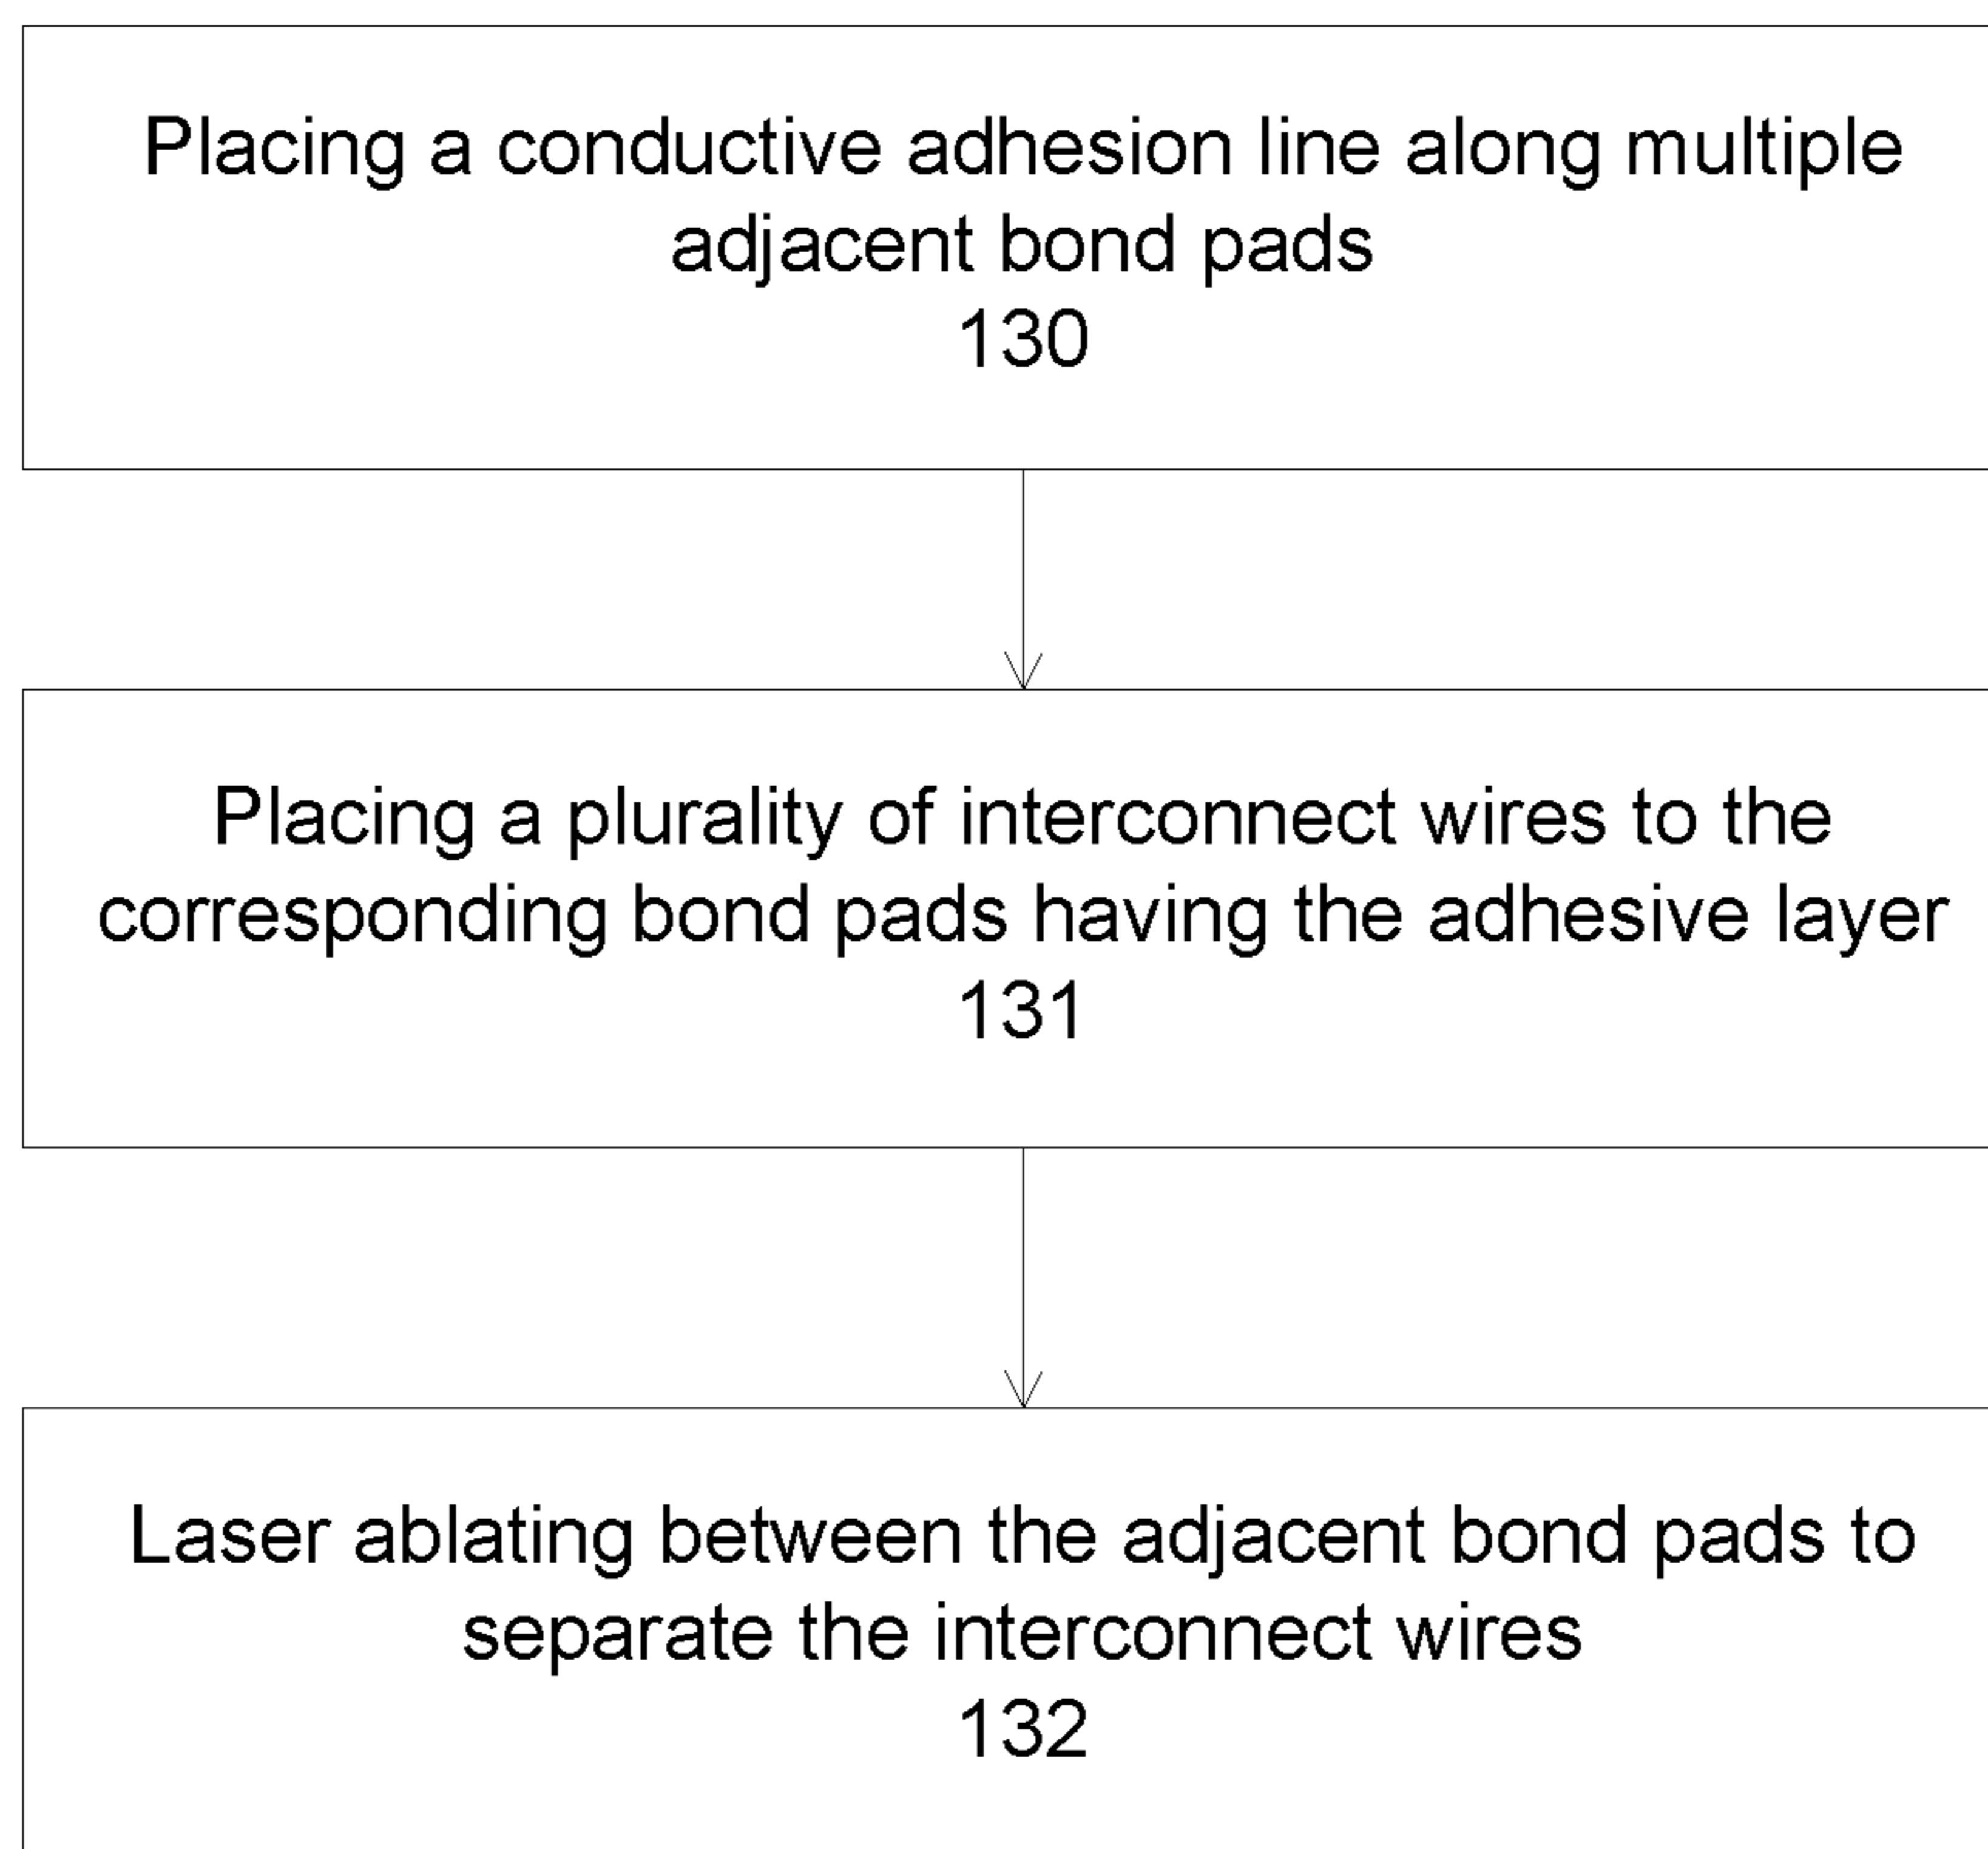 Placing a conductive adhesion line along multiple
adjacent bond pads
130
Placing a plurality of interconnect wires to the
corresponding bond pads having the adhesive layer
131
Laser ablating between the adjacent bond pads to
separate the interconnect wires
132